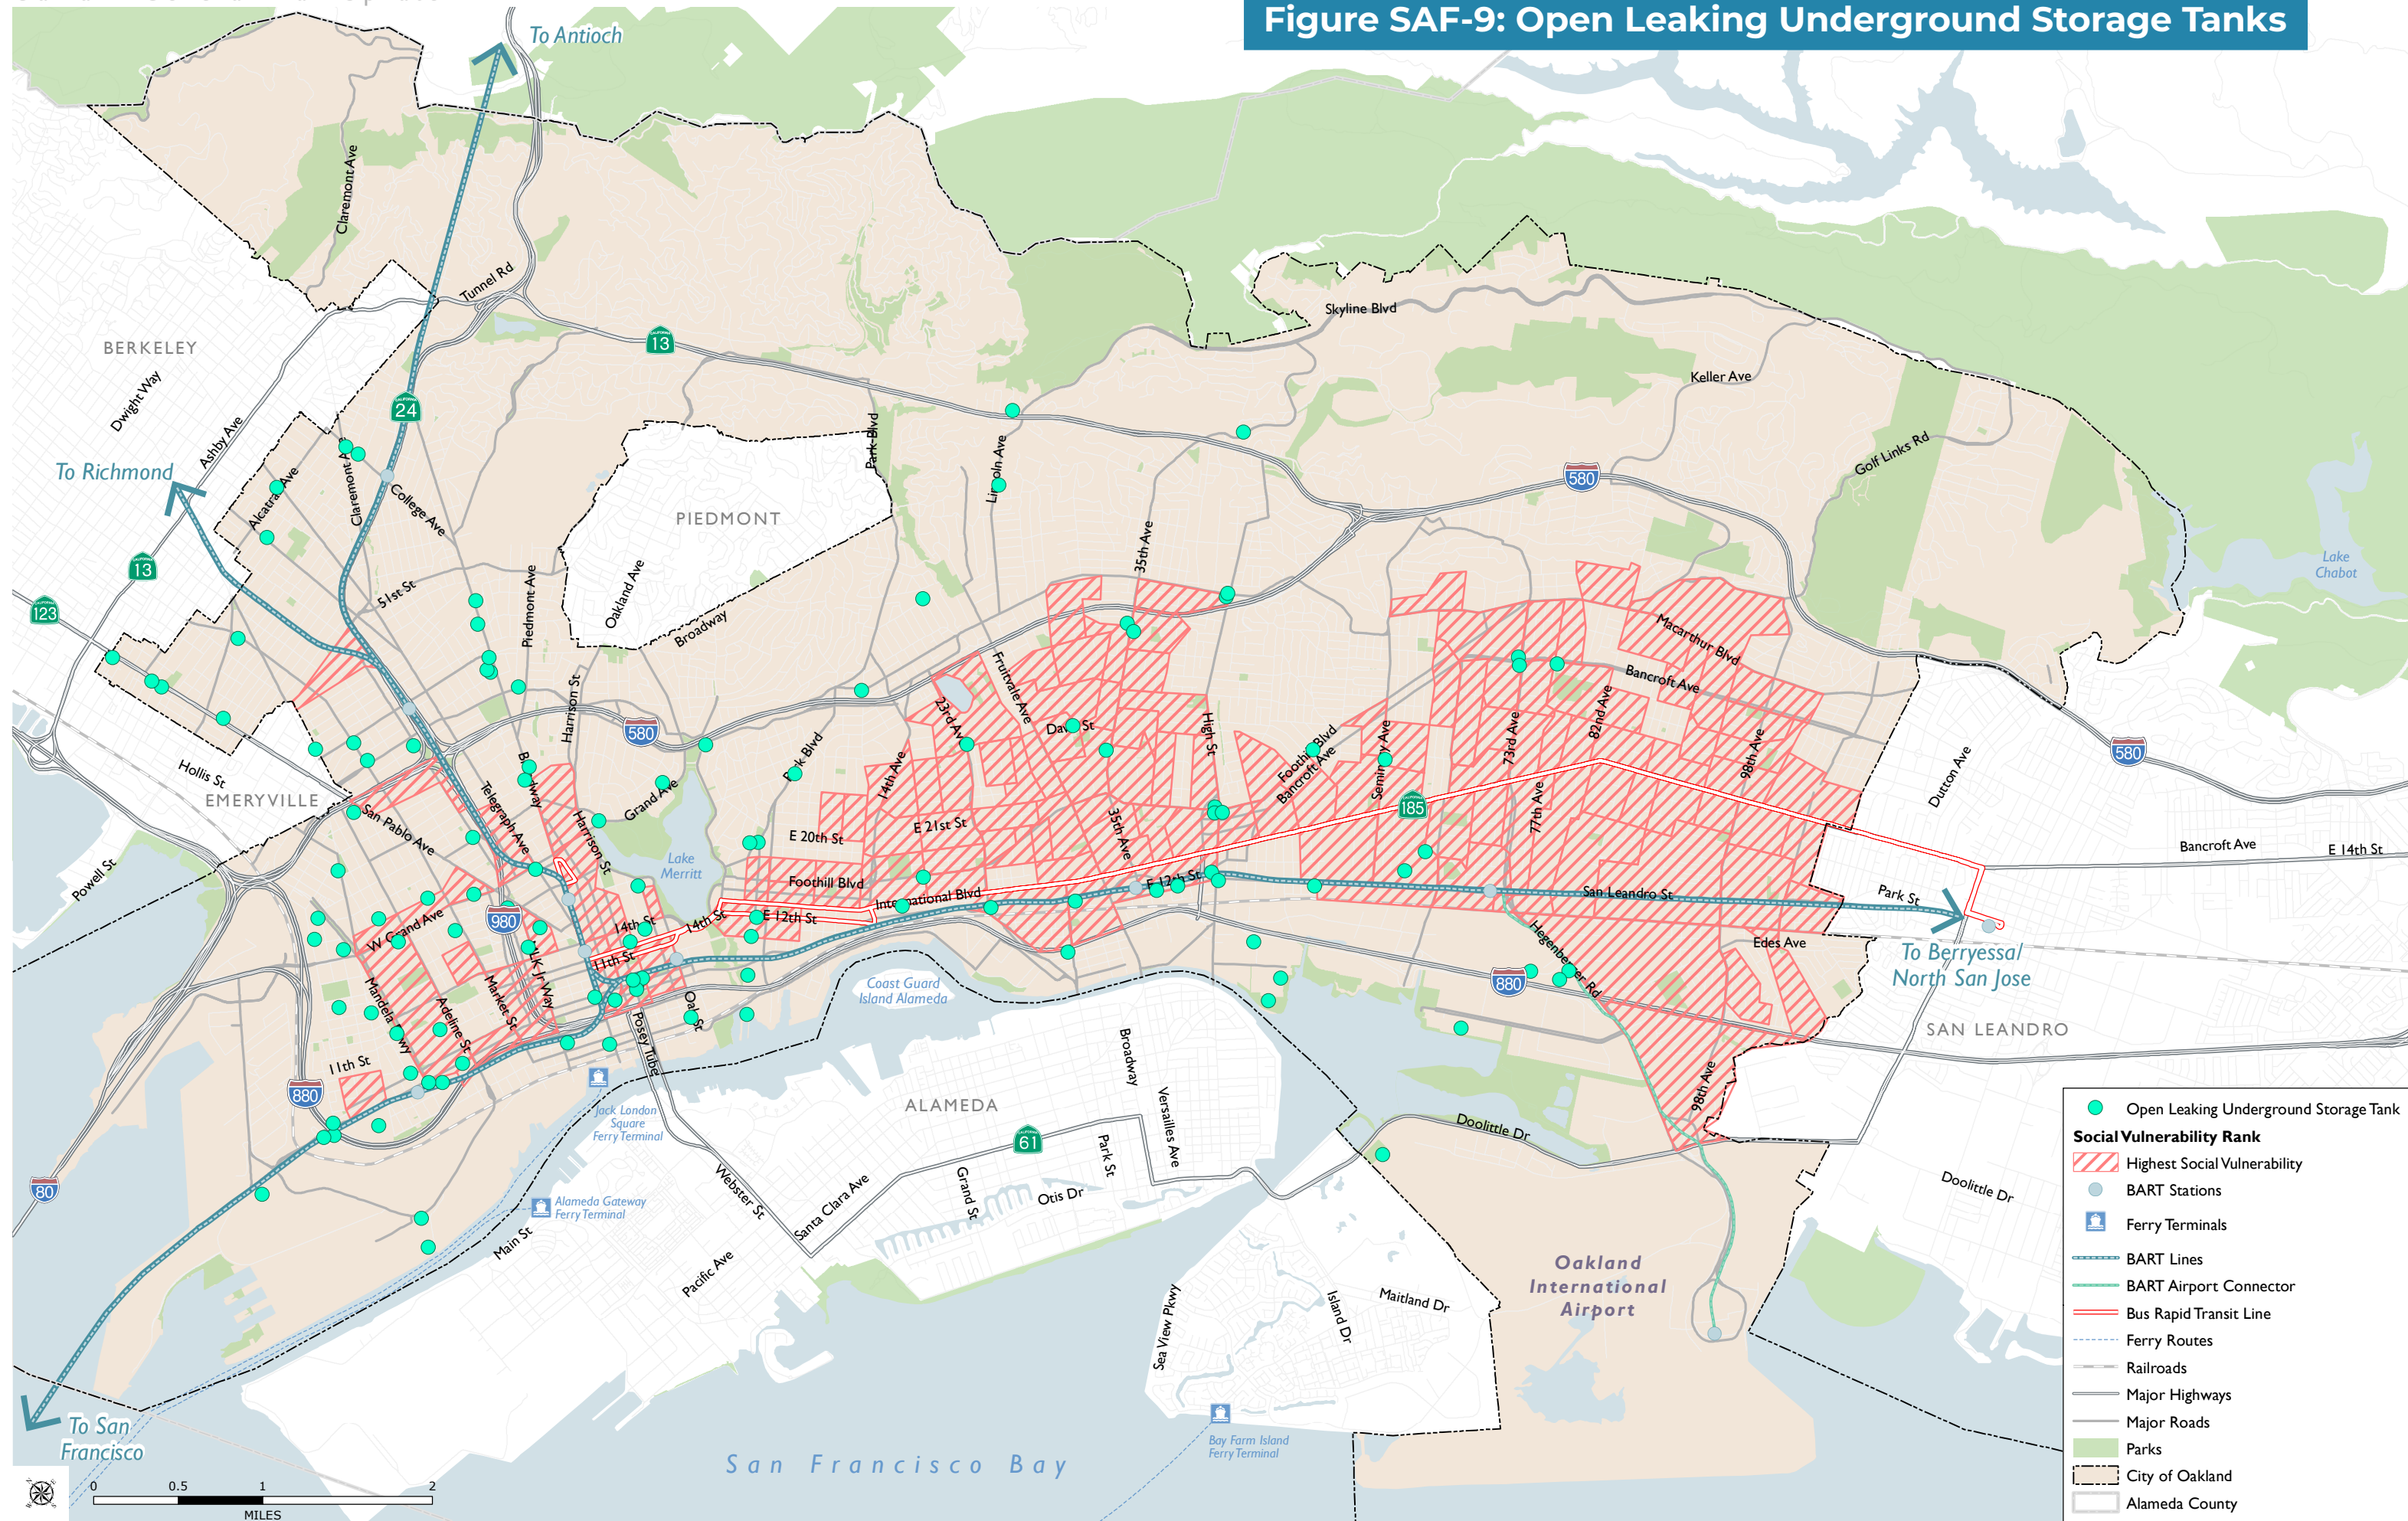 Figure SAF-9: Open Leaking Underground Storage Tanks
To Antioch
Claremont Ave
Tunnel Rd
BERKELEY
Dwight Way
Ashby Ave
13
24
Skyline Blvd
Keller Ave
Golf Links Rd
To Richmond
Alcatraz Ave
Claremont Ave
College Ave
Park Blvd
Lincoln Ave
580
PIEDMONT
Oakland Ave
Broadway
35th Ave
Lake
Chabot
13
123
51st St
Piedmont Ave
Harrison St
580
Fruitvale Ave
23rd Ave
Davis St
High St
Foothill Blvd
Bancroft Ave
Seminary Ave
73rd Ave
82nd Ave
Macarthur Blvd
Bancroft Ave
98th Ave
77th Ave
185
580
Dutton Ave
Bancroft Ave
E 14th St
Hollis St
EMERYVILLE
Powell St
San Pablo Ave
Telegraph Ave
Broadway
Harrison St
Grand Ave
Park Blvd
14th Ave
Lake
Merritt
E 20th St
E 21st St
35th Ave
Foothill Blvd
International Blvd
E 12th St
E 12th St
14th St
14th St
11th St
San Leandro St
Park St
Edes Ave
To Berryessa/
North San Jose
Hegenberger Rd
880
SAN LEANDRO
980
W Grand Ave
MLK Jr Way
Market St
Adeline St
Mandela Pkwy
11th St
Oak St
Posey Tube
880
80
Coast Guard
Island Alameda
Jack London
Square
Ferry Terminal
Alameda Gateway
Ferry Terminal
Main St
Webster St
Pacific Ave
Santa Clara Ave
ALAMEDA
61
Grand St
Otis Dr
Park St
Broadway
Versailles Ave
Doolittle Dr
98th Ave
Doolittle Dr
Oakland
International
Airport
Sea View Pkwy
Island Dr
Maitland Dr
Bay Farm Island
Ferry Terminal
San Francisco Bay
To San
Francisco
0 0.5 1 2
MILES
Open Leaking Underground Storage Tank
Social Vulnerability Rank
Highest Social Vulnerability
BART Stations
Ferry Terminals
BART Lines
BART Airport Connector
Bus Rapid Transit Line
Ferry Routes
Railroads
Major Highways
Major Roads
Parks
City of Oakland
Alameda County